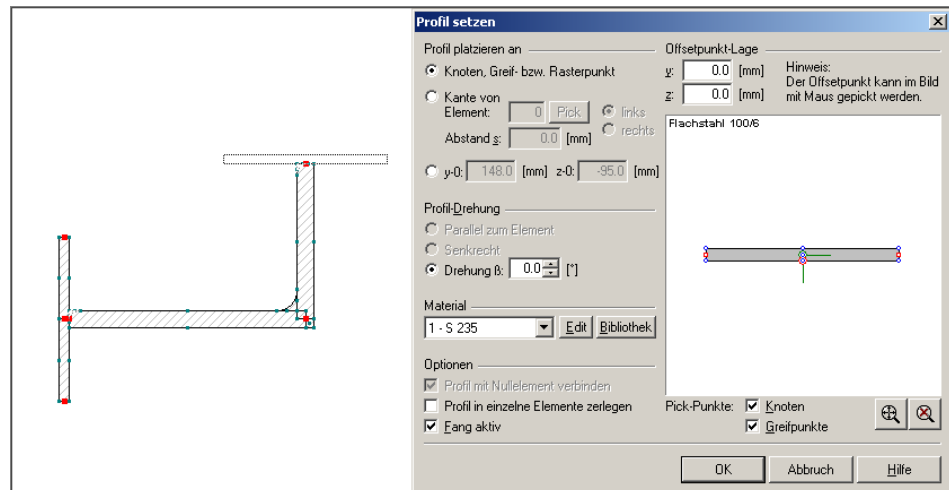 Profil setzen
Profil platzieren an
Knoten, Greif- bzw. Rasterpunkt
Kante von
Element: 0 Pick links
rechts
Abstand s: 0.0 [mm]
y-0: 148.0 [mm] z-0: -95.0 [mm]
Profil-Drehung
Parallel zum Element
Senkrecht
Drehung ß: 0.0 [°]
Material
1 - S 235 Edit Bibliothek
Optionen
Profil mit Nullelement verbinden
Profil in einzelne Elemente zerlegen
Fang aktiv
Offsetpunkt-Lage
y: 0.0 [mm]
z: 0.0 [mm]
Hinweis:
Der Offsetpunkt kann im Bild
mit Maus gepickt werden.
Flachstahl 100/6
Pick-Punkte: Knoten
Greifpunkte
OK Abbruch Hilfe